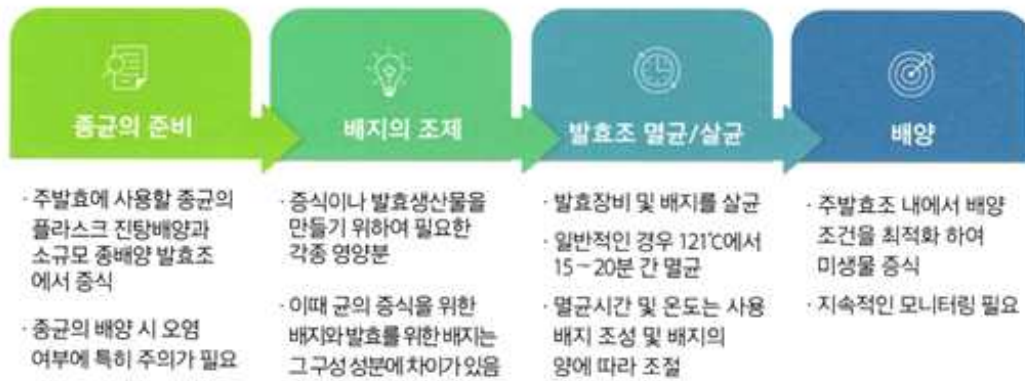 종균의 준비
· 주발효에 사용할 종균의
플라스크 진탕배양과
소규모 종배양 발효조
에서 증식
· 종균의 배양 시 오염
여부에 특히 주의가 필요
배지의 조제
· 증식이나 발효생산물을
만들기 위하여 필요한
각종 영양분
· 이때 균의 증식을 위한
배지와 발효를 위한 배지는
그 구성 성분에 차이가 있음
발효조 멸균/살균
· 발효장비 및 배지를 살균
· 일반적인 경우 121℃에서
15~20분 간 멸균
· 멸균시간 및 온도는 사용
배지 조성 및 배지의
양에 따라 조절
배양
· 주발효조 내에서 배양
조건을 최적화 하여
미생물 증식
· 지속적인 모니터링 필요